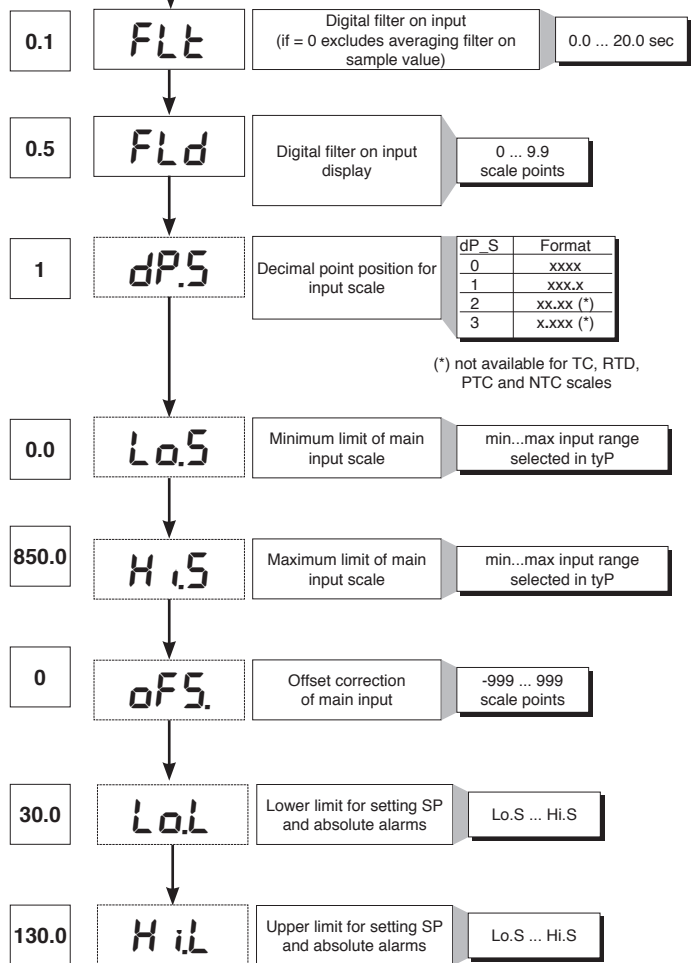 0.1
FLt
Digital filter on input
(if = 0 excludes averaging filter on
sample value)
0.0 ... 20.0 sec
0.5
FLd
Digital filter on input
display
0 ... 9.9
scale points
1
dP.S
Decimal point position for
input scale
dP_S Format
0 xxxx
1 xxx.x
2 xx.xx (*)
3 x.xxx (*)
(*) not available for TC, RTD,
PTC and NTC scales
0.0
Lo.S
Minimum limit of main
input scale
min...max input range
selected in tyP
850.0
Hi.S
Maximum limit of main
input scale
min...max input range
selected in tyP
0
oFS.
Offset correction
of main input
-999 ... 999
scale points
30.0
Lo.L
Lower limit for setting SP
and absolute alarms
Lo.S ... Hi.S
130.0
Hi.L
Upper limit for setting SP
and absolute alarms
Lo.S ... Hi.S